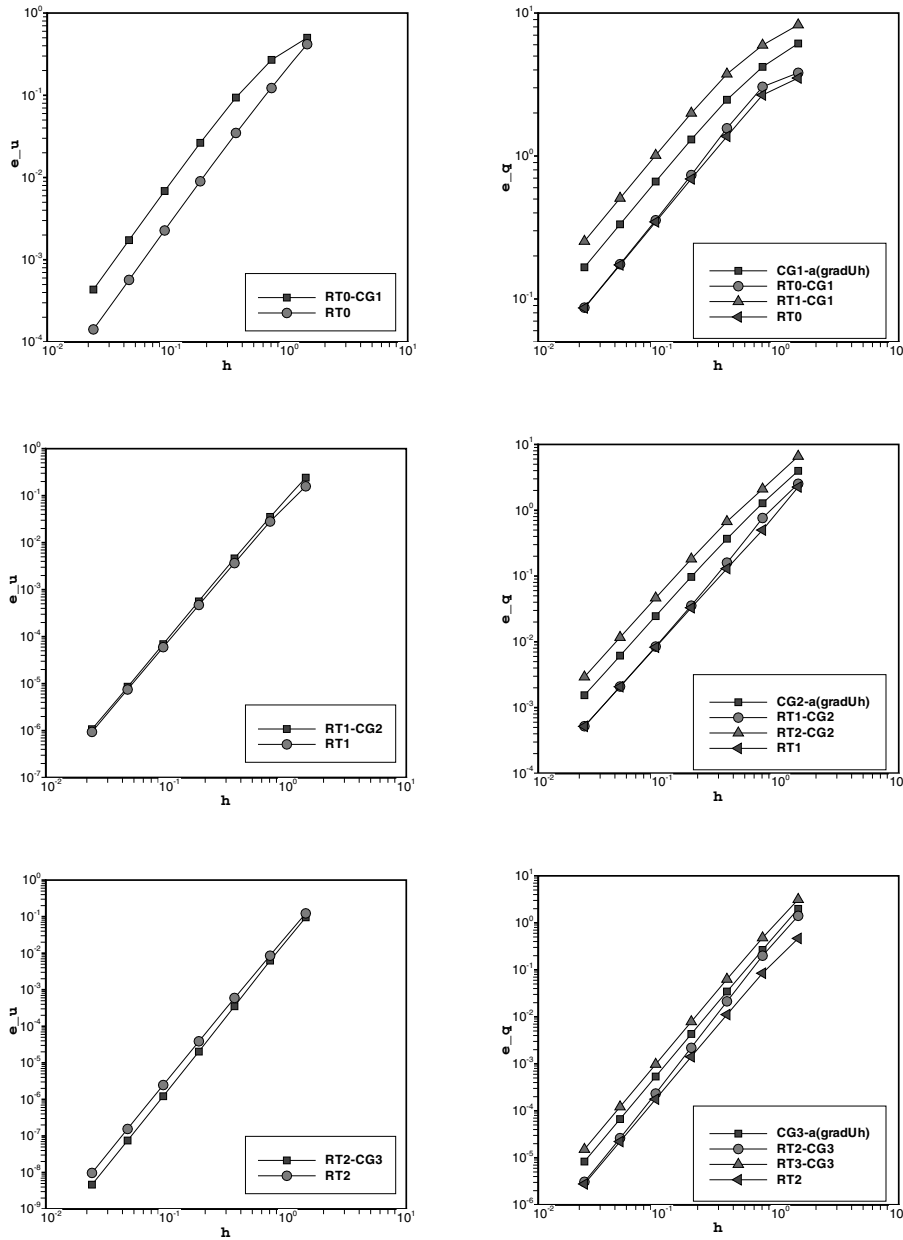 10^0
10^-1
10^-2
10^-3
10^-4
e_u
10^-2
10^-1
10^0
10^1
h
RT0-CG1
RT0
10^1
10^0
10^-1
e_q
10^-2
10^-1
10^0
10
h
CG1-a(gradUh)
RT0-CG1
RT1-CG1
RT0
10^0
10^-1
10^-2
10^-3
10^-4
10^-5
10^-6
10^-7
e_u
10^-2
10^-1
10^0
10^1
h
RT1-CG2
RT1
10^1
10^0
10^-1
10^-2
10^-3
10^-4
e_q
10^-2
10^-1
10^0
10
h
CG2-a(gradUh)
RT1-CG2
RT2-CG2
RT1
10^0
10^-1
10^-2
10^-3
10^-4
10^-5
10^-6
10^-7
10^-8
10^-9
e_u
10^-2
10^-1
10^0
10^1
h
RT2-CG3
RT2
10^1
10^0
10^-1
10^-2
10^-3
10^-4
10^-5
10^-6
e_q
10^-2
10^-1
10^0
10
h
CG3-a(gradUh)
RT2-CG3
RT3-CG3
RT2